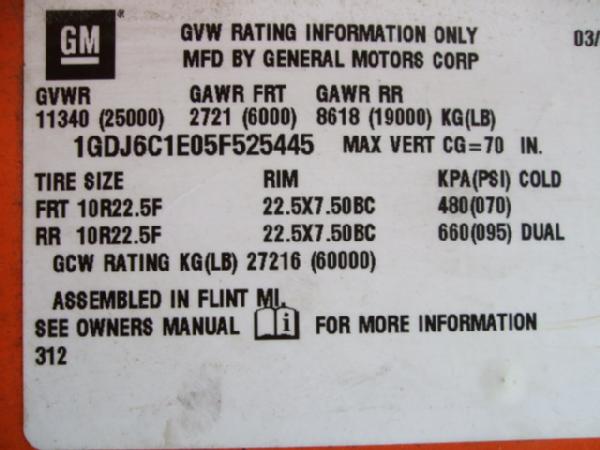 GM GVW RATING INFORMATION ONLY 03/
MFD BY GENERAL MOTORS CORP
GVWR GAWR FRT GAWR RR
11340 (25000) 2721 (6000) 8618 (19000) KG(LB)
1GDJ6C1E05F525445 MAX VERT CG=70 IN.
TIRE SIZE RIM KPA(PSI) COLD
FRT 10R22.5F 22.5X7.50BC 480(070)
RR 10R22.5F 22.5X7.50BC 660(095) DUAL
GCW RATING KG(LB) 27216 (60000)
ASSEMBLED IN FLINT MI.
SEE OWNERS MANUAL i FOR MORE INFORMATION
312